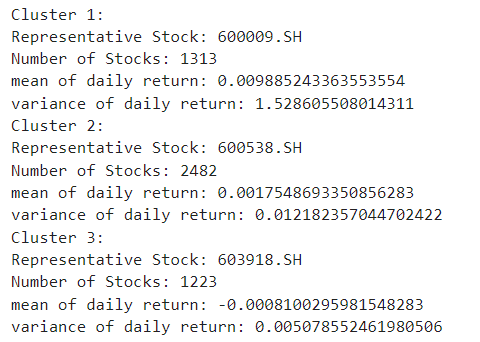 Cluster 1:
Representative Stock: 600009.SH
Number of Stocks: 1313
mean of daily return: 0.009885243363553554
variance of daily return: 1.528605508014311
Cluster 2:
Representative Stock: 600538.SH
Number of Stocks: 2482
mean of daily return: 0.0017548693350856283
variance of daily return: 0.012182357044702422
Cluster 3:
Representative Stock: 603918.SH
Number of Stocks: 1223
mean of daily return: -0.0008100295981548283
variance of daily return: 0.005078552461980506